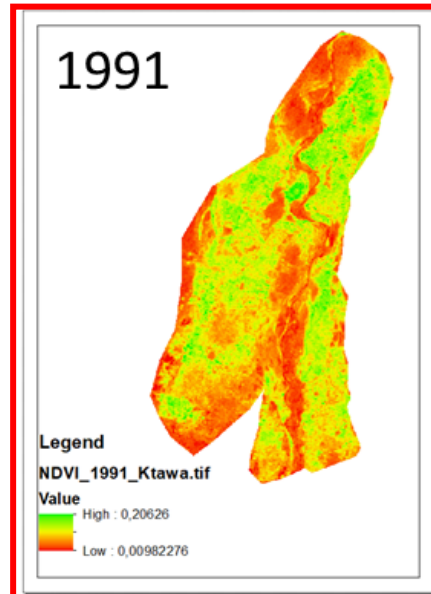 1991
Legend
NDVI_1991_Ktawa.tif
Value
High : 0,20626
Low : 0,00982276